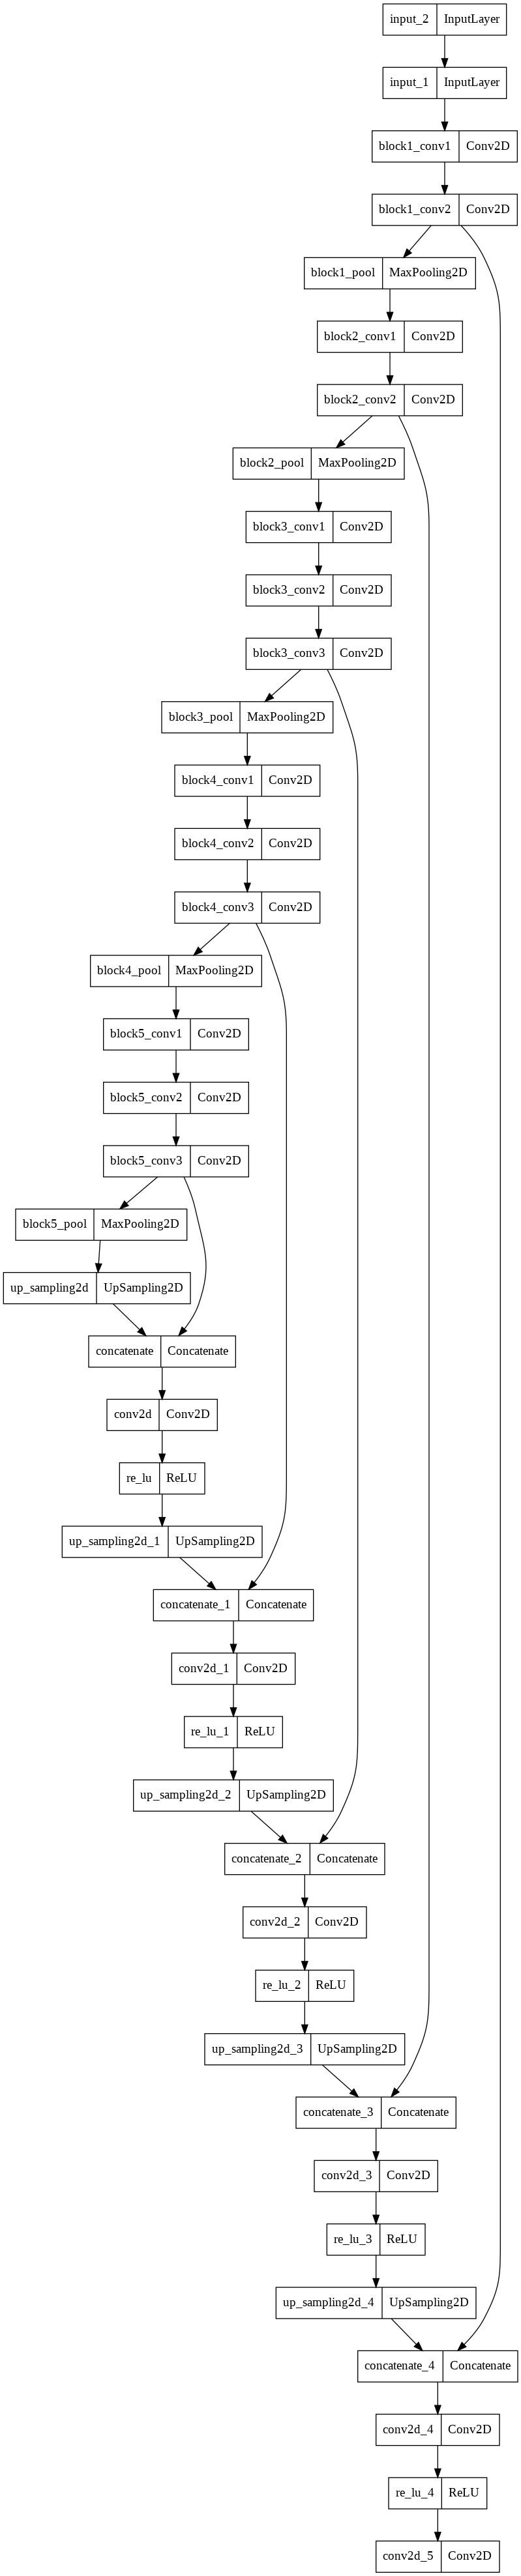 input_2 InputLayer
input_1 InputLayer
block1_conv1 Conv2D
block1_conv2 Conv2D
block1_pool MaxPooling2D
block2_conv1 Conv2D
block2_conv2 Conv2D
block2_pool MaxPooling2D
block3_conv1 Conv2D
block3_conv2 Conv2D
block3_conv3 Conv2D
block3_pool MaxPooling2D
block4_conv1 Conv2D
block4_conv2 Conv2D
block4_conv3 Conv2D
block4_pool MaxPooling2D
block5_conv1 Conv2D
block5_conv2 Conv2D
block5_conv3 Conv2D
block5_pool MaxPooling2D
up_sampling2d UpSampling2D
concatenate Concatenate
conv2d Conv2D
re_lu ReLU
up_sampling2d_1 UpSampling2D
concatenate_1 Concatenate
conv2d_1 Conv2D
re_lu_1 ReLU
up_sampling2d_2 UpSampling2D
concatenate_2 Concatenate
conv2d_2 Conv2D
re_lu_2 ReLU
up_sampling2d_3 UpSampling2D
concatenate_3 Concatenate
conv2d_3 Conv2D
re_lu_3 ReLU
up_sampling2d_4 UpSampling2D
concatenate_4 Concatenate
conv2d_4 Conv2D
re_lu_4 ReLU
conv2d_5 Conv2D